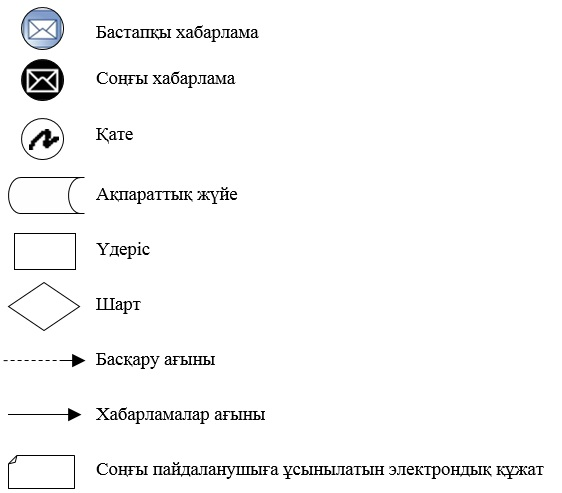 Бастапқы хабарлама
Соңғы хабарлама
Қате
Ақпараттық жүйе
Үдеріс
Шарт
Басқару ағыны
Хабарламалар ағыны
Соңғы пайдаланушыға ұсынылатын электрондық құжат